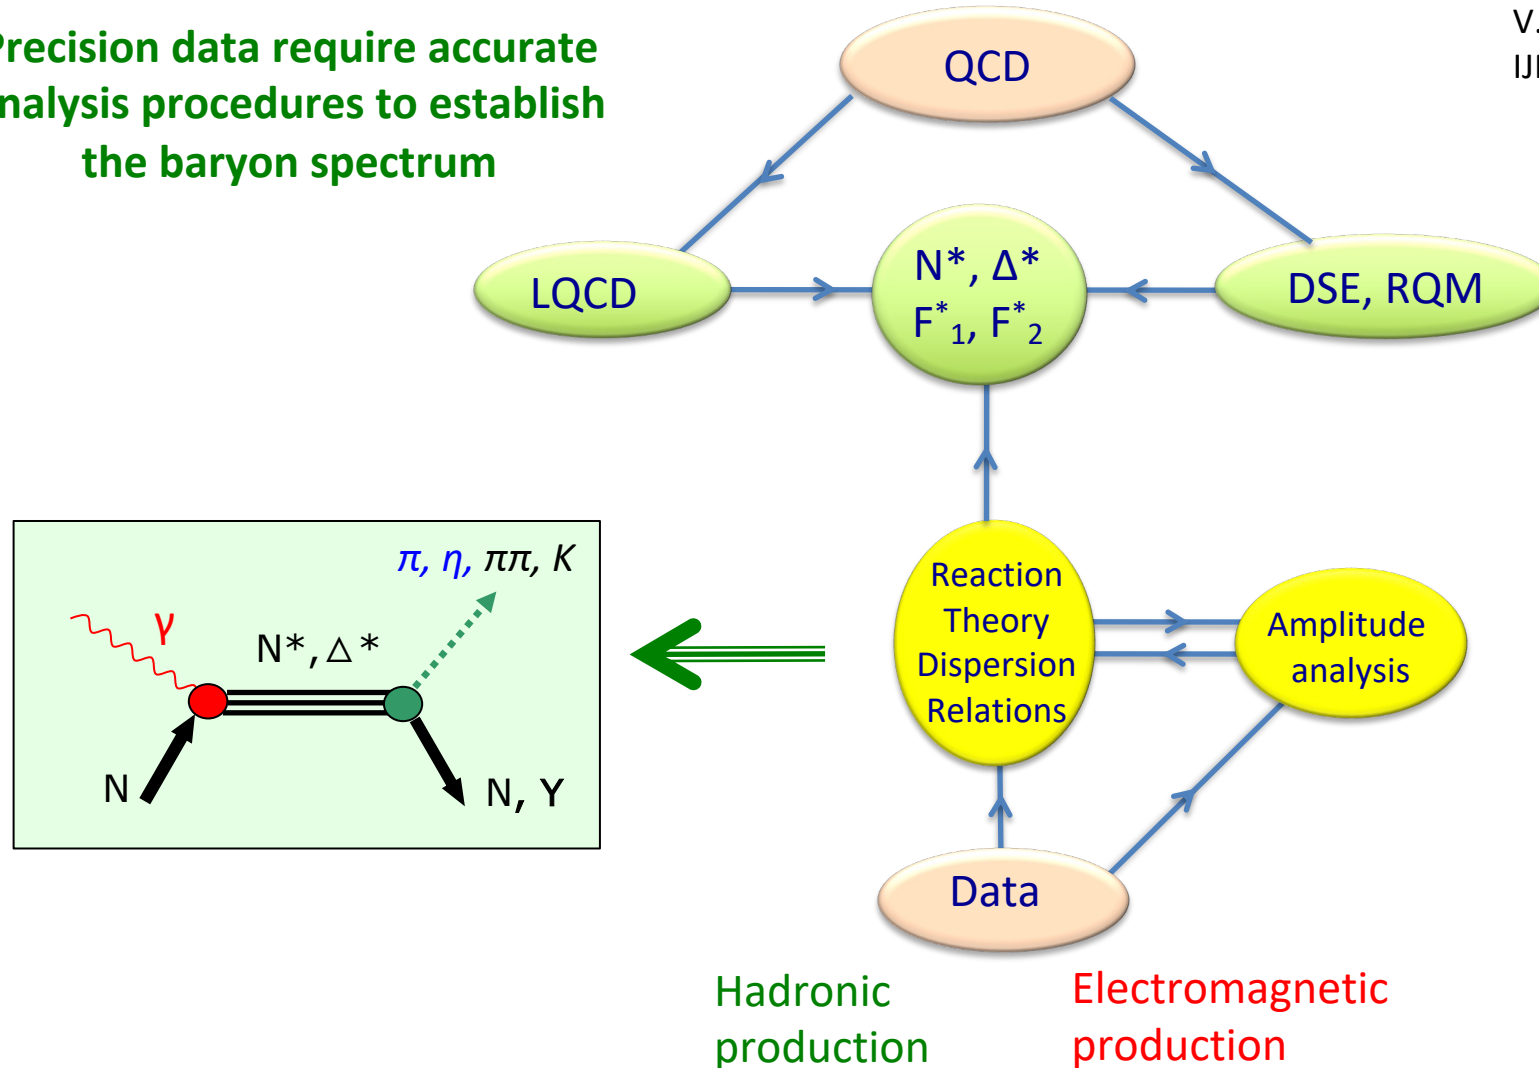 Precision data require accurate
analysis procedures to establish
the baryon spectrum
V.
QCD
LQCD
N*, Δ*
F*1, F*2
DSE, RQM
π, η, ππ, K
γ
N*, Δ*
N
N, Y
Reaction
Theory
Dispersion
Relations
Amplitude
analysis
Data
Hadronic
production
Electromagnetic
production